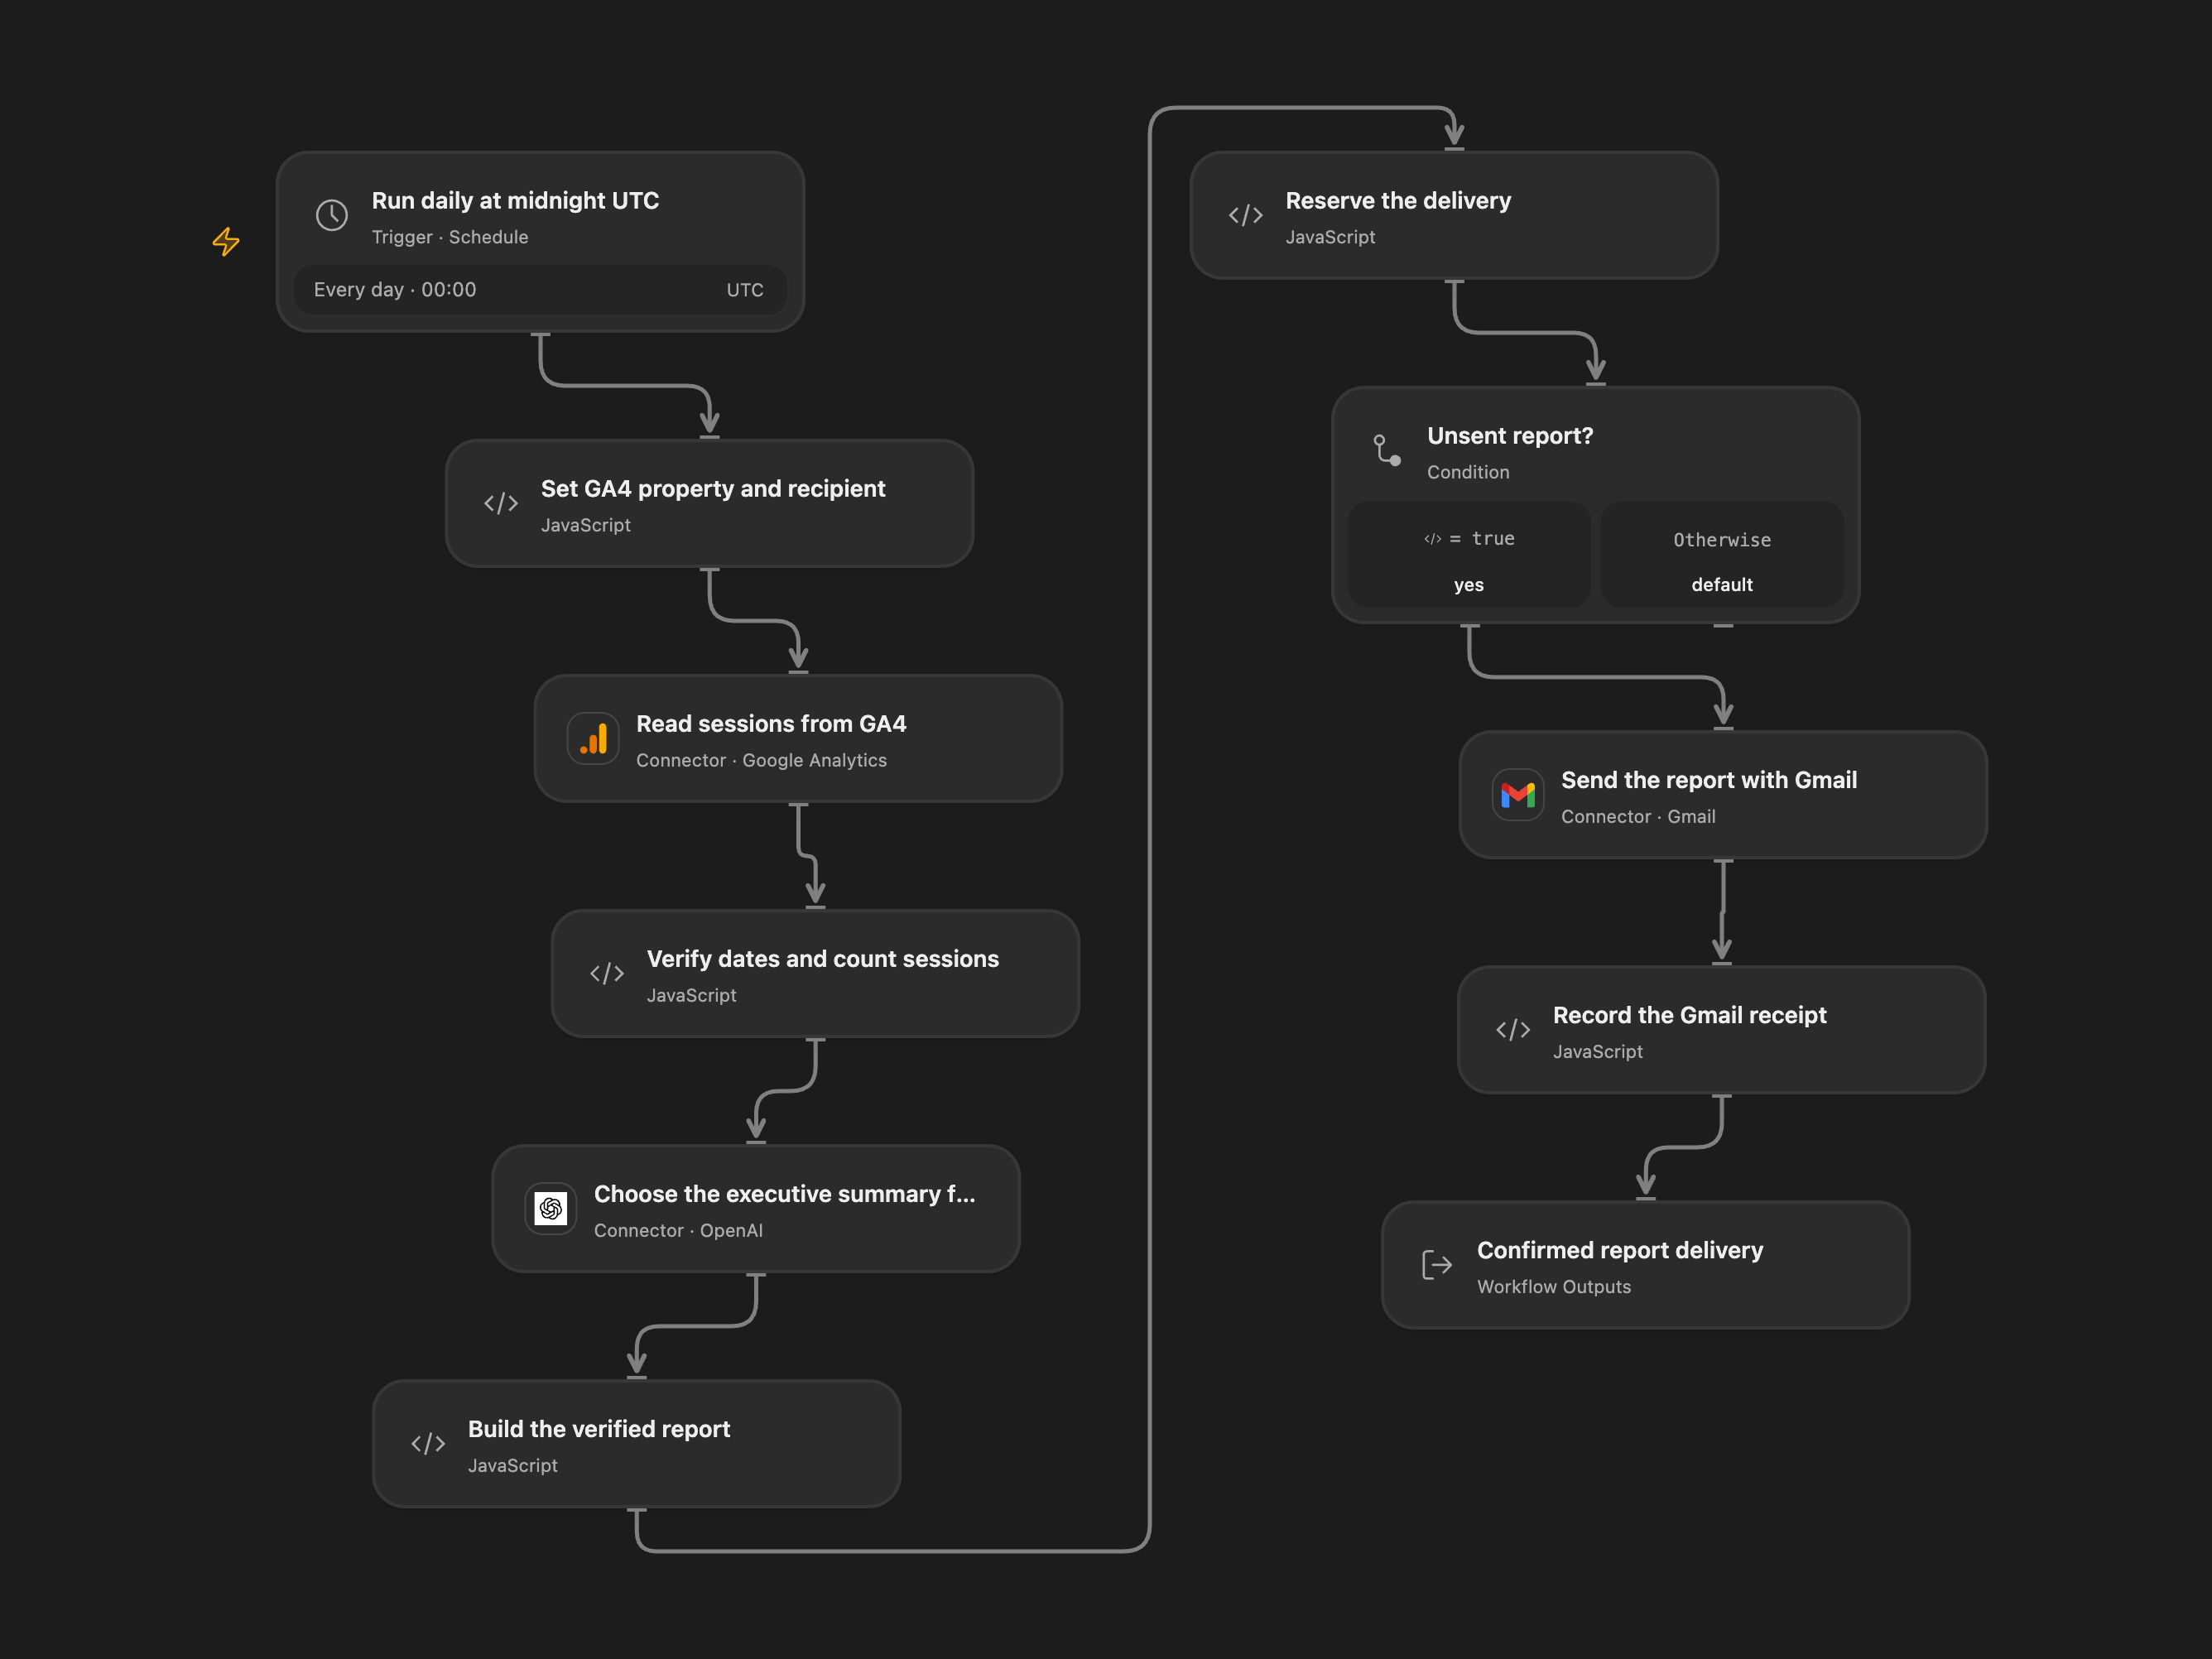 Run daily at midnight UTC
Trigger · Schedule
Every day · 00:00 UTC
Set GA4 property and recipient
JavaScript
Read sessions from GA4
Connector · Google Analytics
Verify dates and count sessions
JavaScript
Choose the executive summary f...
Connector · OpenAI
Build the verified report
JavaScript
Reserve the delivery
JavaScript
Unsent report?
Condition
</> = true
yes
Otherwise
default
Send the report with Gmail
Connector · Gmail
Record the Gmail receipt
JavaScript
Confirmed report delivery
Workflow Outputs